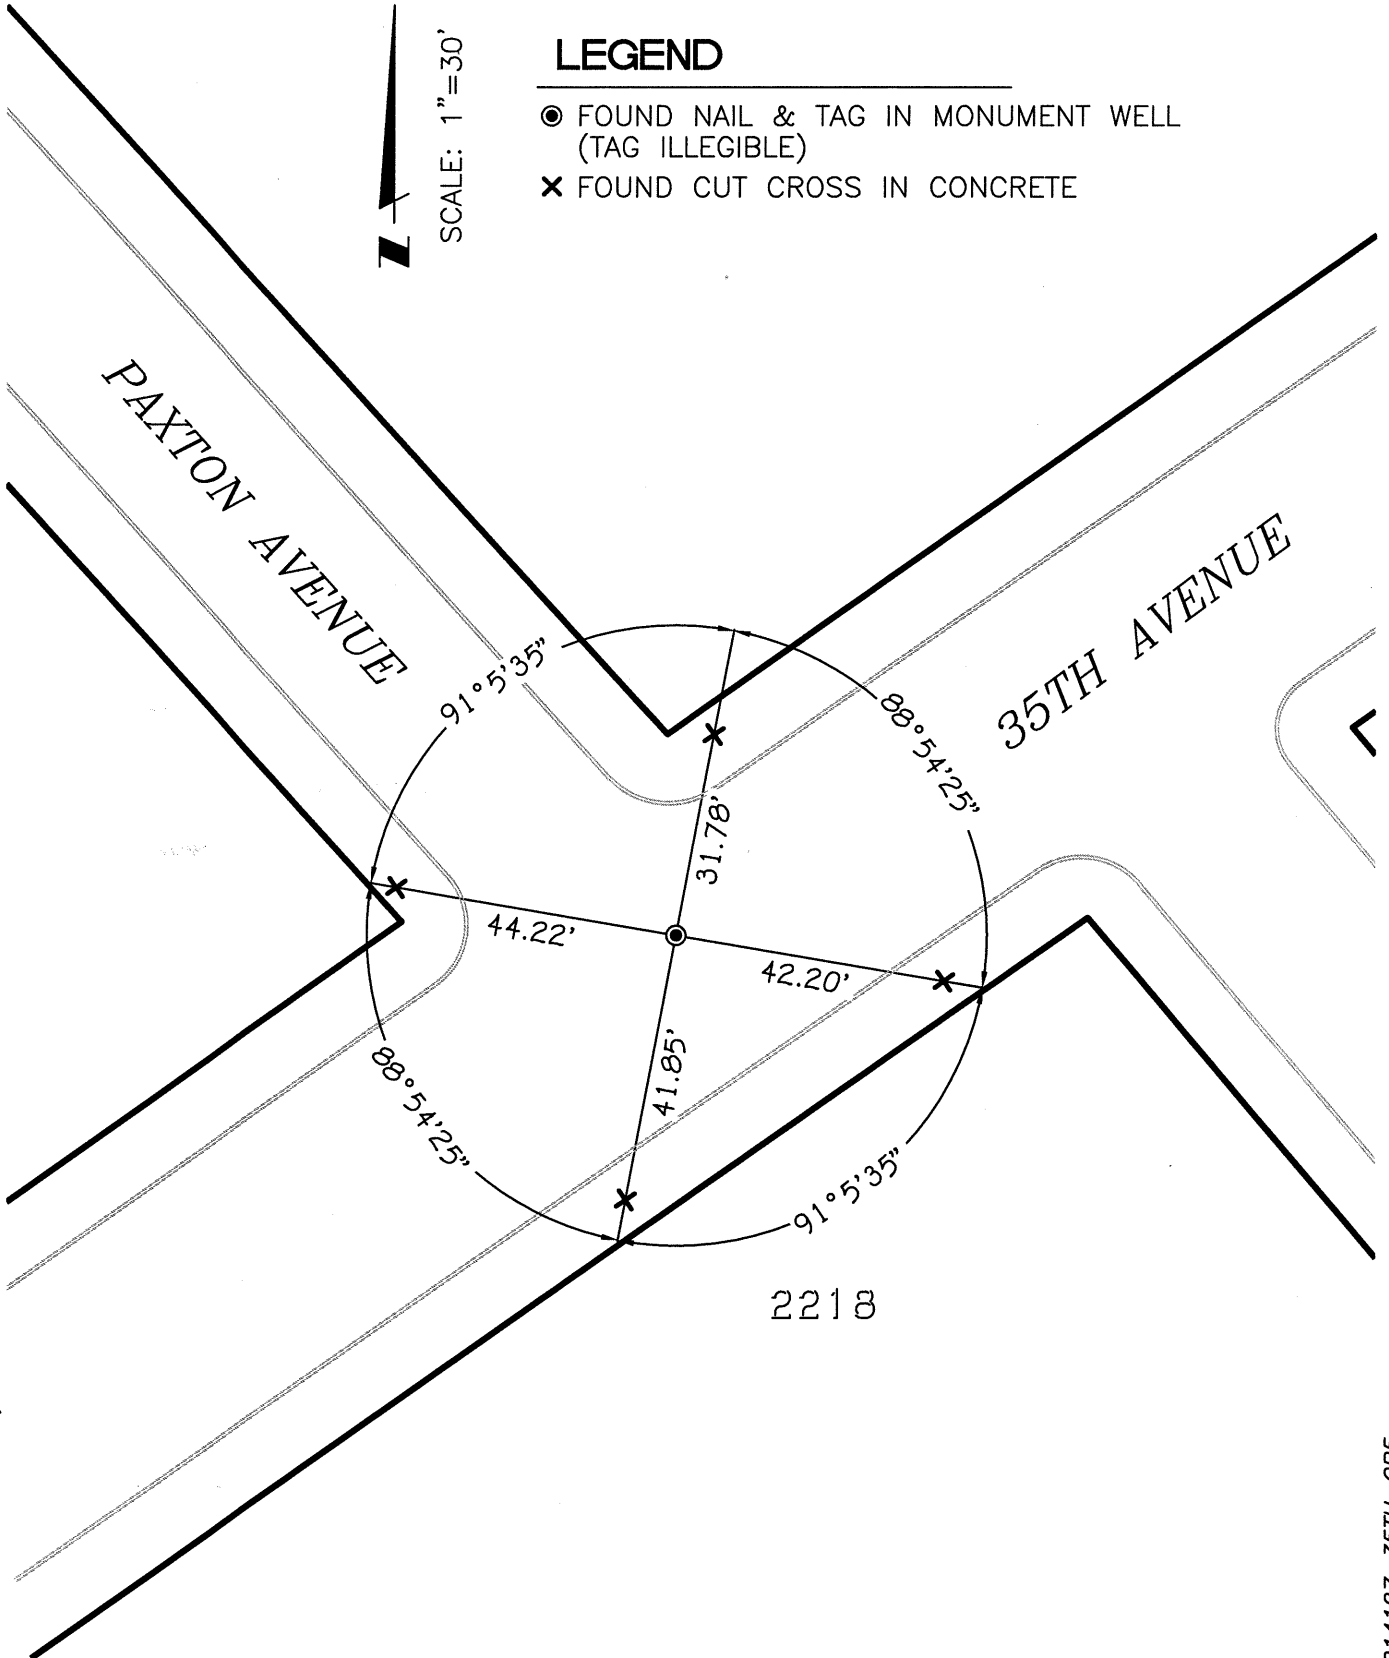 LEGEND
FOUND NAIL & TAG IN MONUMENT WELL
(TAG ILLEGIBLE)
FOUND CUT CROSS IN CONCRETE
SCALE: 1"=30'
Z
PAXTON AVENUE
35TH AVENUE
91°5'35"
88°54'25"
31.78'
44.22'
42.20'
41.85'
88°54'25"
91°5'35"
2218